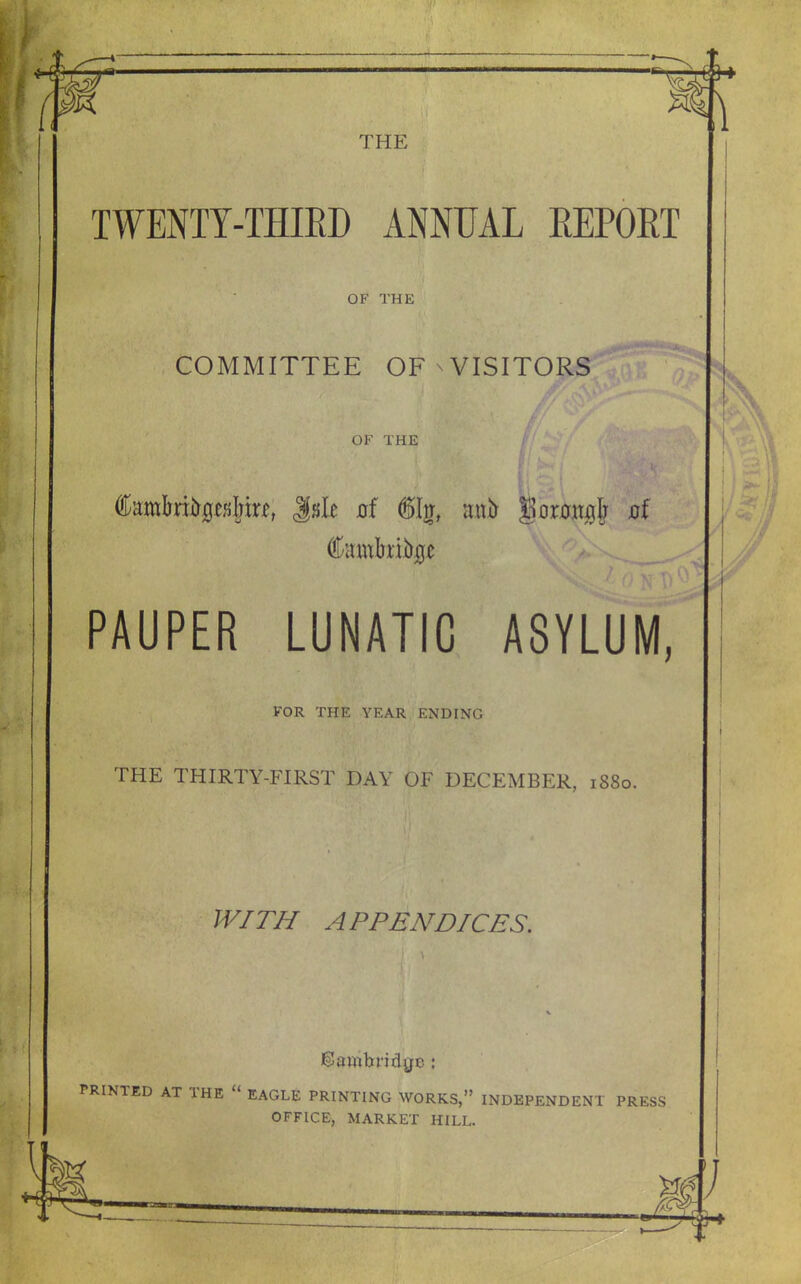 THE
TWENTY-THIRD ANNUAL REPORT
OF THE
COMMITTEE OF VISITORS
OF THE
Cambridgeshire, Isle of Ely, and Borough of
Cambridge
PAUPER LUNATIC ASYLUM,
FOR THE YEAR ENDING
THE THIRTY-FIRST DAY OF DECEMBER, 1880.
WITH APPENDICES.
Cambridge:
PRINTED AT THE “EAGLE PRINTING WORKS,” INDEPENDENT PRESS
OFFICE, MARKET HILL.
LONDON